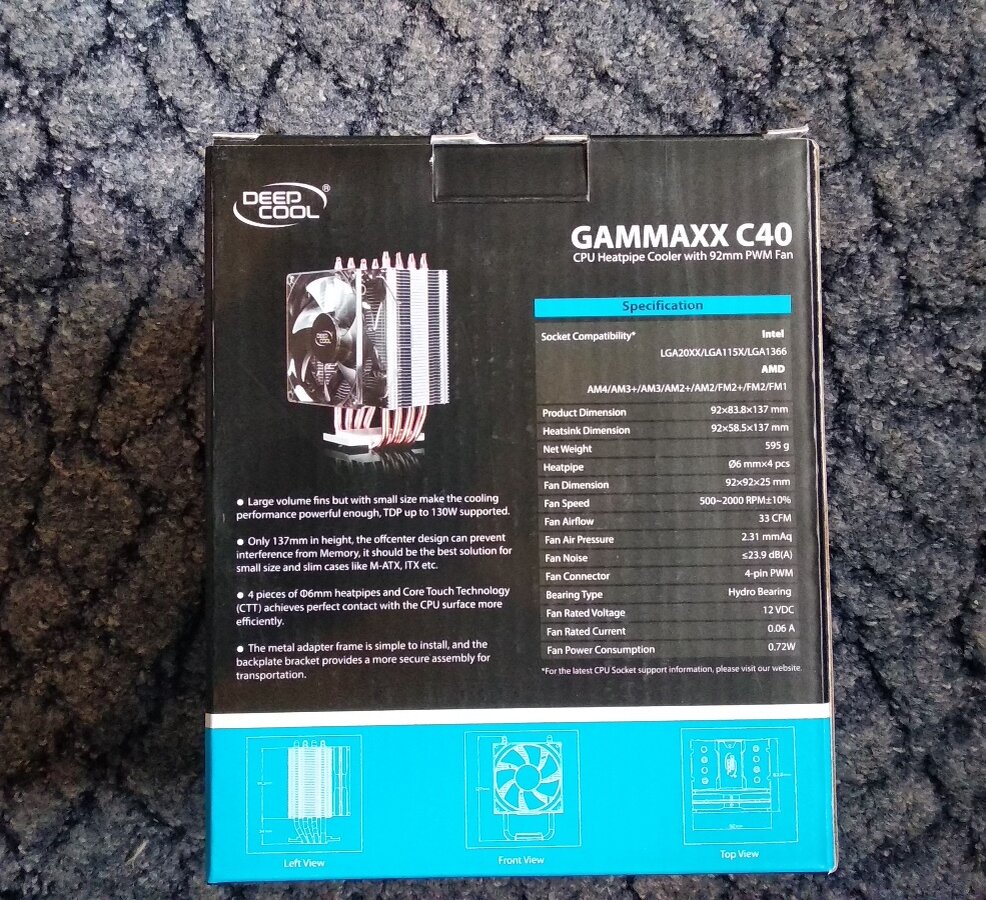 DEEP
COOL
®
GAMMAXX C40
CPU Heatpipe Cooler with 92mm PWM Fan
DEEP
COOL
Specification
Socket Compatibility* Intel
LGA20XX/LGA115X/LGA1366
AMD
AM4/AM3+/AM3/AM2+/AM2/FM2+/FM2/FM1
Product Dimension 92×83.8×137 mm
Heatsink Dimension 92×58.5×137 mm
Net Weight 595 g
Heatpipe Ø6 mm×4 pcs
Fan Dimension 92×92×25 mm
Fan Speed 500~2000 RPM±10%
Fan Airflow 33 CFM
Fan Air Pressure 2.31 mmAq
Fan Noise ≤23.9 dB(A)
Fan Connector 4-pin PWM
Bearing Type Hydro Bearing
Fan Rated Voltage 12 VDC
Fan Rated Current 0.06 A
Fan Power Consumption 0.72W
*For the latest CPU Socket support information, please visit our website.
● Large volume fins but with small size make the cooling
performance powerful enough, TDP up to 130W supported.
● Only 137mm in height, the offcenter design can prevent
interference from Memory, it should be the best solution for
small size and slim cases like M-ATX, ITX etc.
● 4 pieces of Φ6mm heatpipes and Core Touch Technology
(CTT) achieves perfect contact with the CPU surface more
efficiently.
● The metal adapter frame is simple to install, and the
backplate bracket provides a more secure assembly for
transportation.
Left View
Front View
Top View